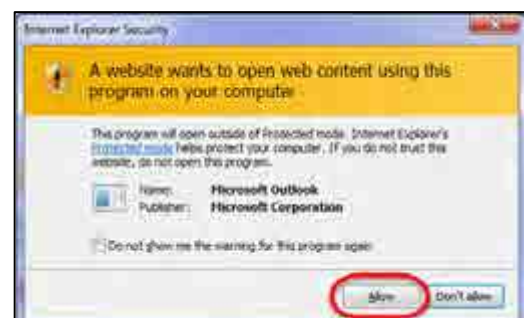 Internet Explorer Security
A website wants to open web content using this
program on your computer
This program will open outside of Protected mode. Internet Explorer's
Protected mode helps protect your computer. If you do not trust this
website, do not open this program.
Name: Microsoft Outlook
Publisher: Microsoft Corporation
Do not show me the warning for this program again
Allow Don't allow